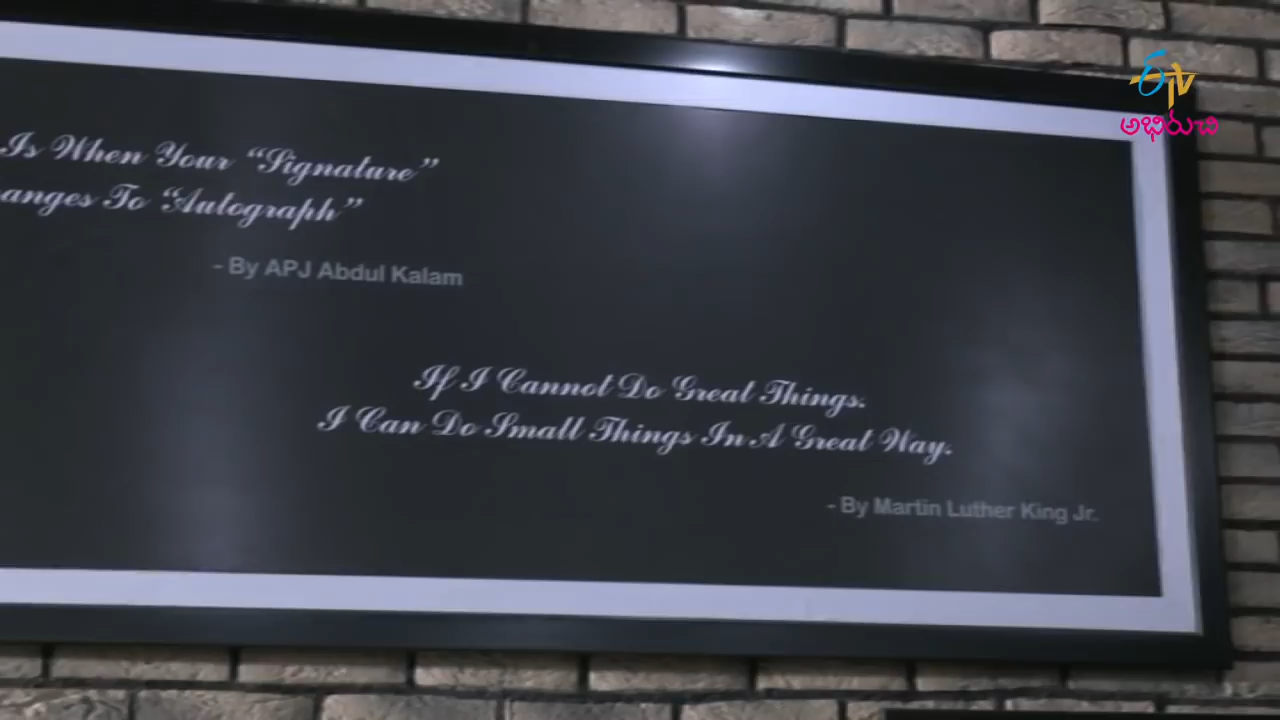 ETV
అభిరుచి
Is When Your “Signature”
anges To “Autograph”
- By APJ Abdul Kalam
If I Cannot Do Great Things.
I Can Do Small Things In A Great Way.
- By Martin Luther King Jr.